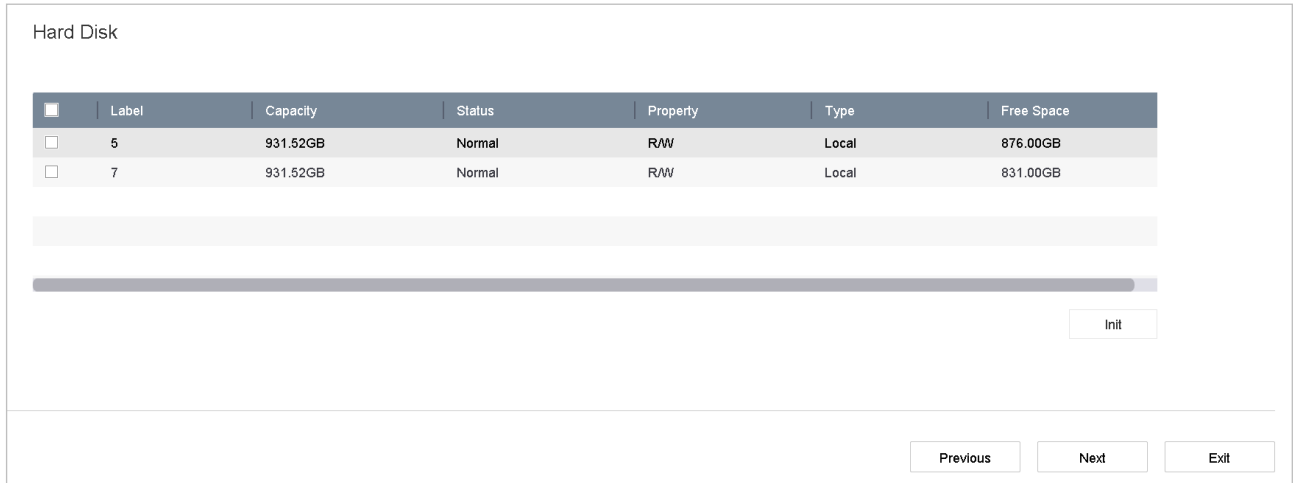 Hard Disk
Label Capacity Status Property Type Free Space
5 931.52GB Normal R/W Local 876.00GB
7 931.52GB Normal R/W Local 831.00GB
Init
Previous Next Exit